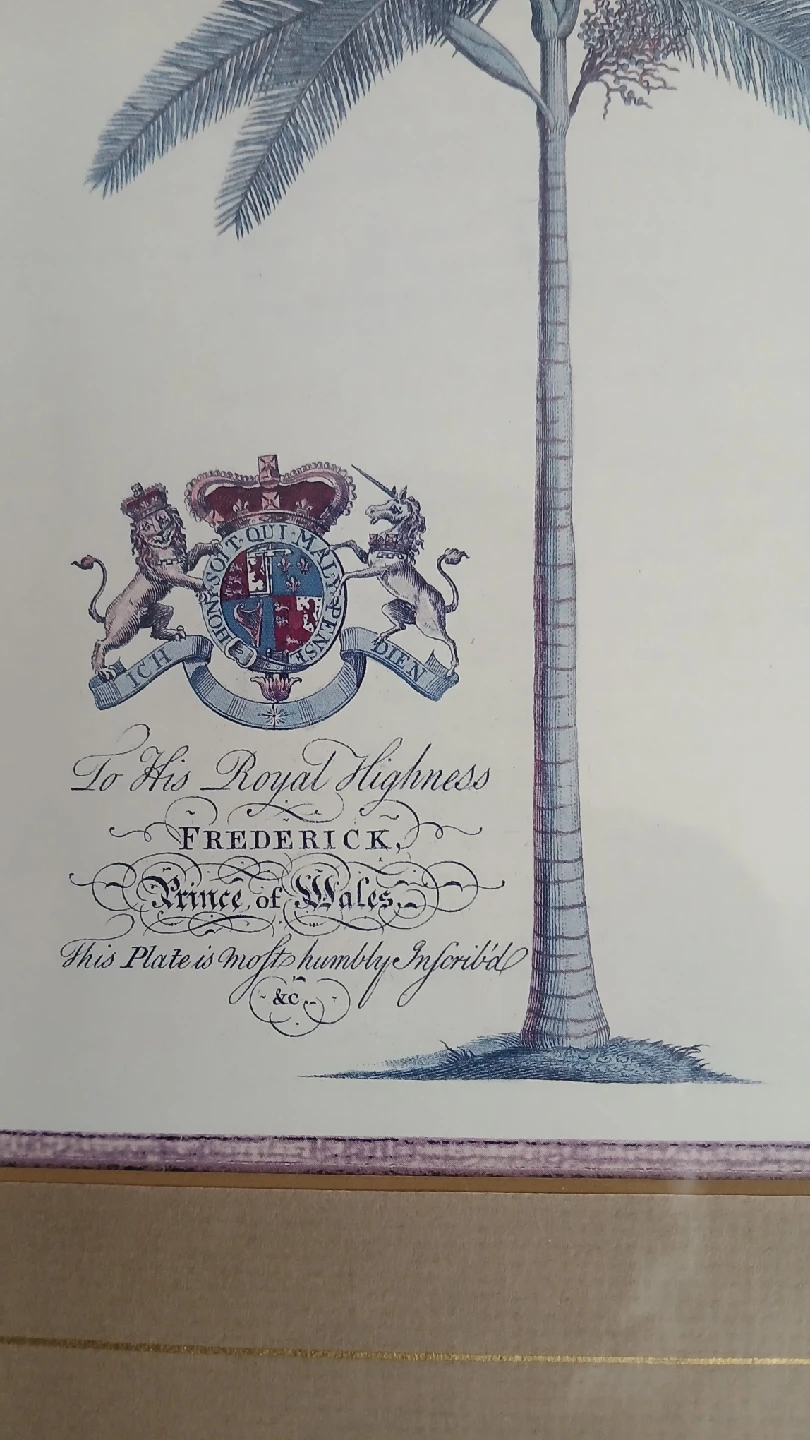 HONI·SOIT·QUI·MAL·Y·PENSE
ICH DIEN
To His Royal Highness
FREDERICK,
Prince of Wales,
This Plate is moſt humbly Inſcrib'd
&c.